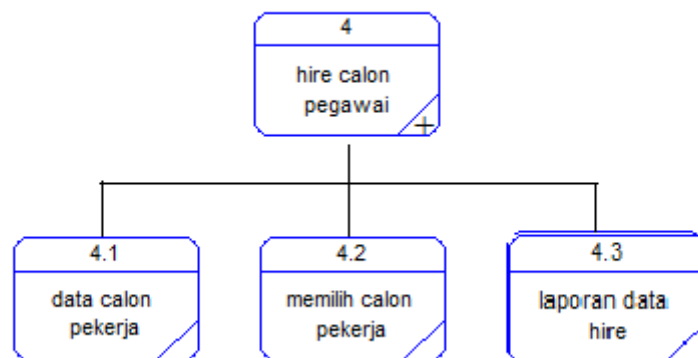 4
hire calon
pegawai
4.1
data calon
pekerja
4.2
memilih calon
pekerja
4.3
laporan data
hire